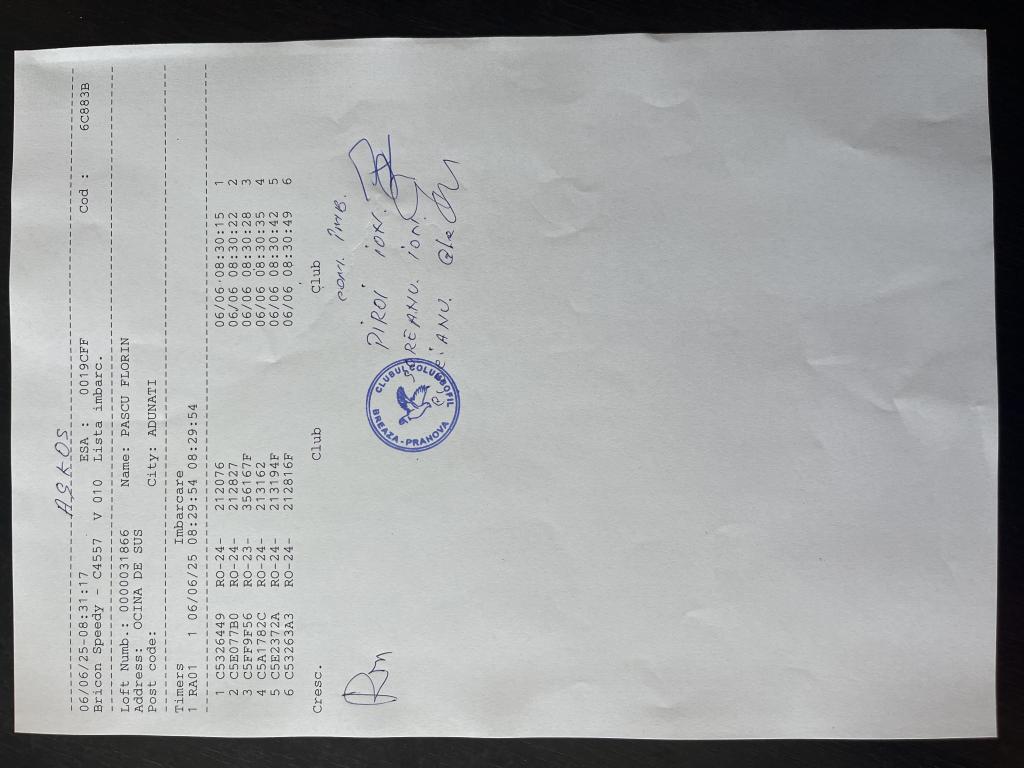 ASKOS
06/06/25-08:31:17 ESA : 0019CFF Cod : 6C883B
Bricon Speedy - C4557 V 010 Lista imbarc.
Loft Numb.: 0000031866 Name: PASCU FLORIN
Address: OCINA DE SUS City: ADUNATI
Post code:
Timers Imbarcare
1 RA01 1 06/06/25 08:29:54 08:29:54
1 C5326449 RO-24- 212076 06/06 08:30:15 1
2 C5E077B0 RO-24- 212827 06/06 08:30:22 2
3 C5FF9F56 RO-23- 356167F 06/06 08:30:28 3
4 C5A1782C RO-24- 213162 06/06 08:30:35 4
5 C5E2372A RO-24- 213194F 06/06 08:30:42 5
6 C53263A3 RO-24- 212816F 06/06 08:30:49 6
Cresc. Club Club
com. IMB.
PIROI ION.
CLUBUL COLUMBOFIL
BREAZA-PRAHOVA